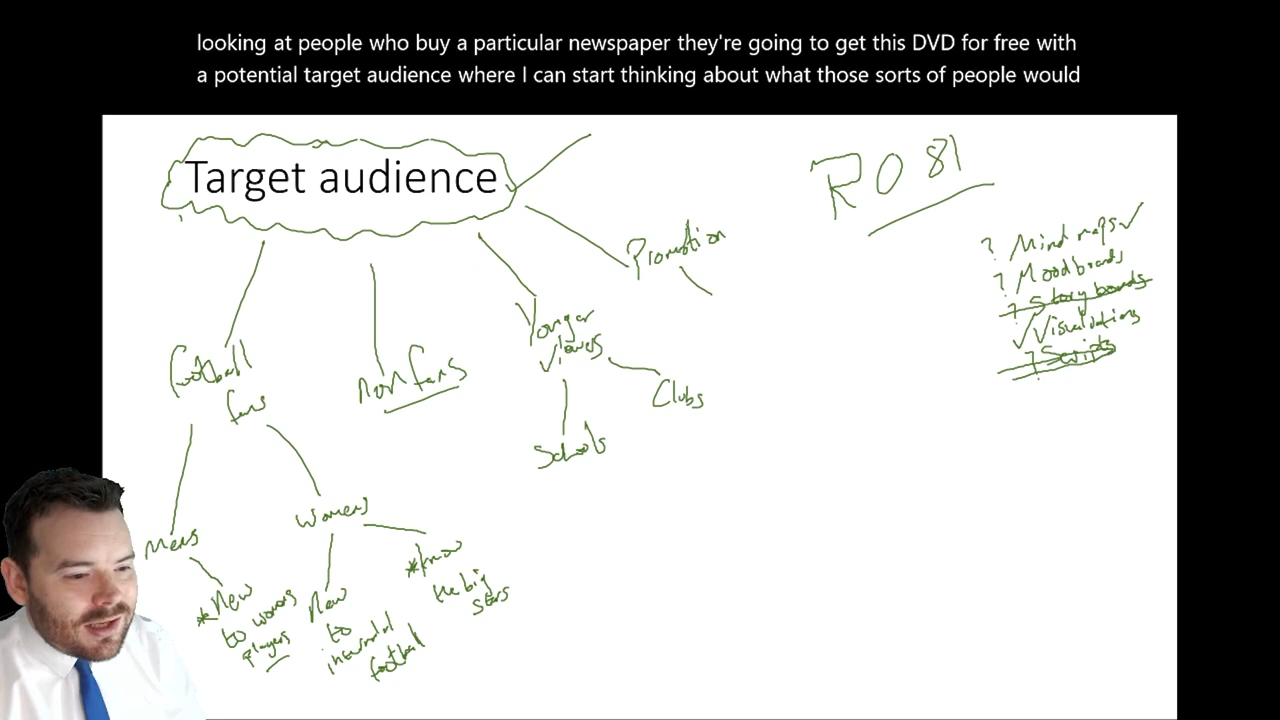 looking at people who buy a particular newspaper they're going to get this DVD for free with
a potential target audience where I can start thinking about what those sorts of people would
Target audience
R081
? Mind maps ✓
? Moodboards
? Story boards
✓ Visualisations
? Scripts
Promotion
Younger
viewers
Clubs
Schools
Football
fans
non fans
Mens
Womens
*New
to womens
players
New
to
football
*know
the big
stars